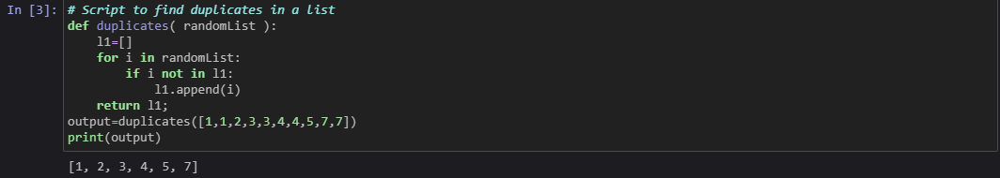 In [3]: # Script to find duplicates in a list
def duplicates( randomList ):
    l1=[]
    for i in randomList:
        if i not in l1:
            l1.append(i)
    return l1;
output=duplicates([1,1,2,3,3,4,4,5,7,7])
print(output)
[1, 2, 3, 4, 5, 7]